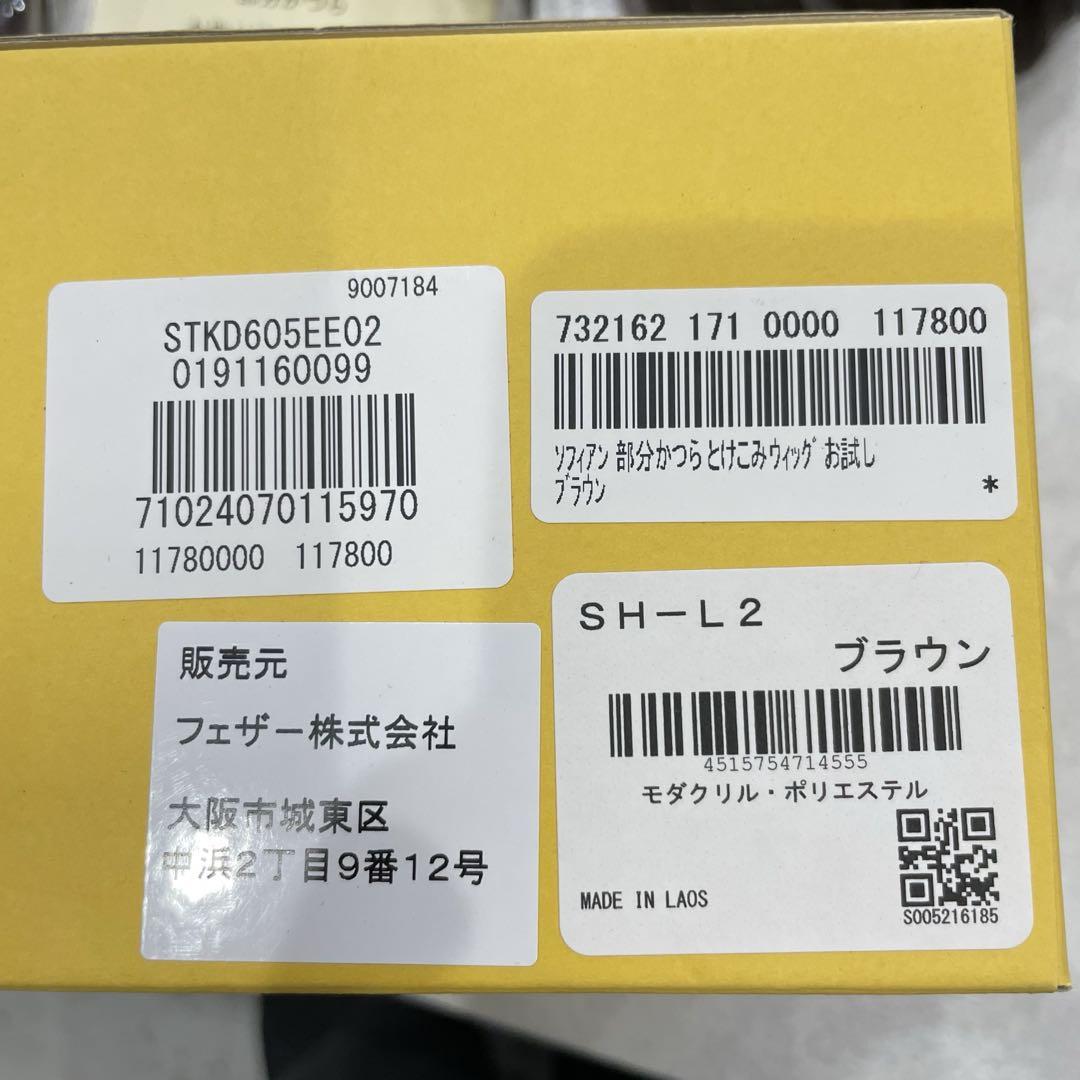 9007184
STKD605EE02
0191160099
71024070115970
11780000 117800
732162 171 0000 117800
ソフィアン 部分かつら とけこみウィッグ お試し
ブラウン
*
販売元
フェザー株式会社
大阪市城東区
中浜2丁目9番12号
SH-L2
ブラウン
4515754714555
モダクリル・ポリエステル
MADE IN LAOS
S005216185